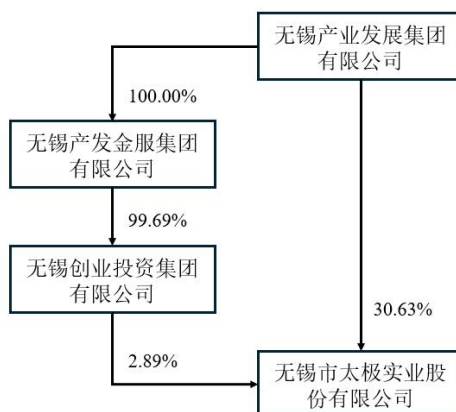 无锡产业发展集团
有限公司
100.00%
无锡产发金服集团
有限公司
99.69%
无锡创业投资集团
有限公司
30.63%
2.89%
无锡市太极实业股
份有限公司